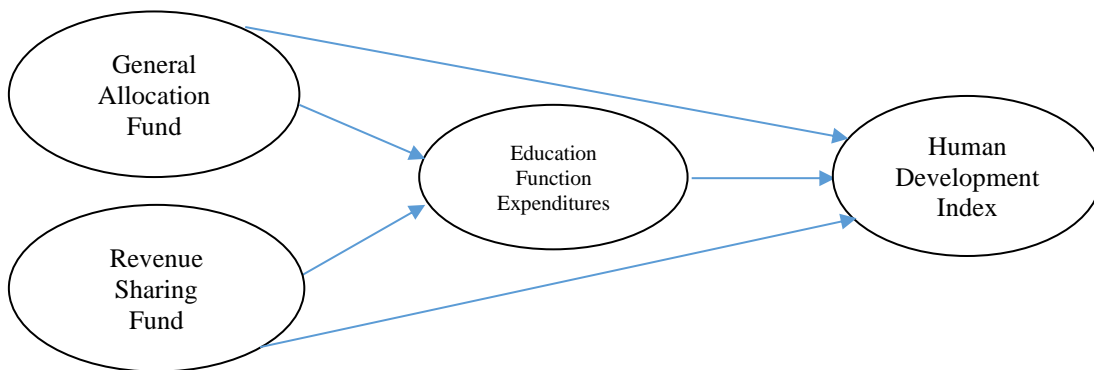 General
Allocation
Fund
Education
Function
Expenditures
Human
Development
Index
Revenue
Sharing
Fund